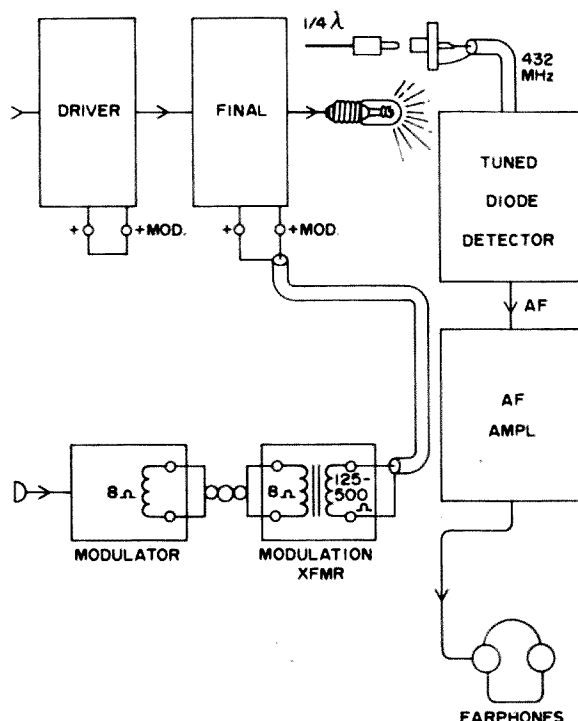 1/4 λ
432
MHz
DRIVER
FINAL
TUNED
DIODE
DETECTOR
+
+MOD.
+
+MOD.
AF
AF
AMPL
8Ω
8Ω
125-
500
Ω
MODULATOR
MODULATION
XFMR
EARPHONES